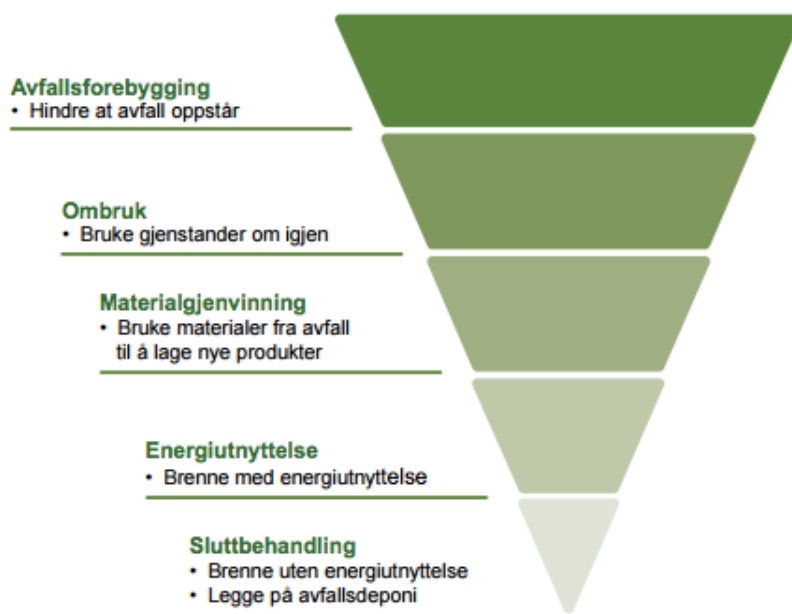 Avfallsforebygging
• Hindre at avfall oppstår
Ombruk
• Bruke gjenstander om igjen
Materialgjenvinning
• Bruke materialer fra avfall
til å lage nye produkter
Energiutnyttelse
• Brenne med energiutnyttelse
Sluttbehandling
• Brenne uten energiutnyttelse
• Legge på avfallsdeponi